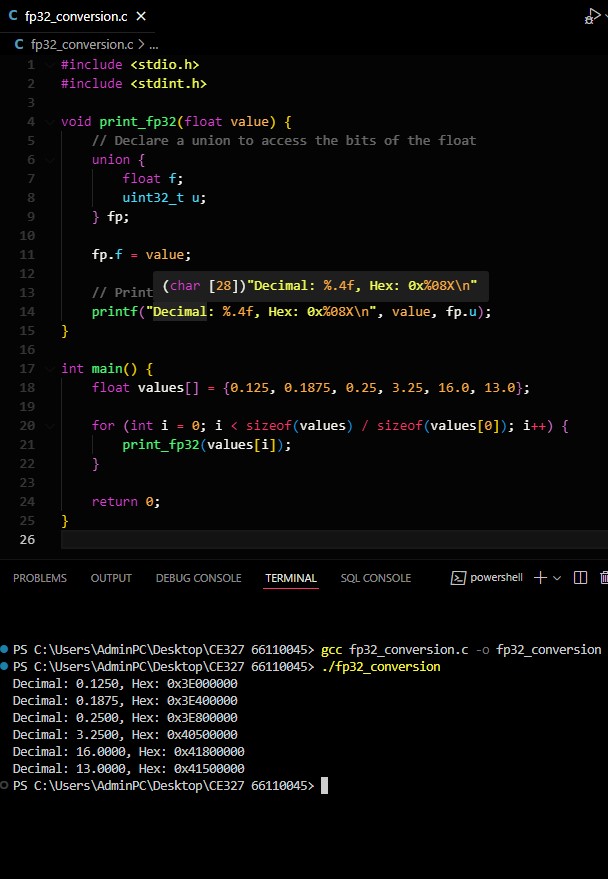 C fp32_conversion.c ×
C fp32_conversion.c > ...
1 #include <stdio.h>
2 #include <stdint.h>
3
4 void print_fp32(float value) {
5 // Declare a union to access the bits of the float
6 union {
7 float f;
8 uint32_t u;
9 } fp;
10
11 fp.f = value;
12
(char [28])"Decimal: %.4f, Hex: 0x%08X\n"
13 // Print
14 printf("Decimal: %.4f, Hex: 0x%08X\n", value, fp.u);
15 }
16
17 int main() {
18 float values[] = {0.125, 0.1875, 0.25, 3.25, 16.0, 13.0};
19
20 for (int i = 0; i < sizeof(values) / sizeof(values[0]); i++) {
21 print_fp32(values[i]);
22 }
23
24 return 0;
25 }
26
PROBLEMS OUTPUT DEBUG CONSOLE TERMINAL SQL CONSOLE powershell
PS C:\Users\AdminPC\Desktop\CE327 66110045> gcc fp32_conversion.c -o fp32_conversion
PS C:\Users\AdminPC\Desktop\CE327 66110045> ./fp32_conversion
Decimal: 0.1250, Hex: 0x3E000000
Decimal: 0.1875, Hex: 0x3E400000
Decimal: 0.2500, Hex: 0x3E800000
Decimal: 3.2500, Hex: 0x40500000
Decimal: 16.0000, Hex: 0x41800000
Decimal: 13.0000, Hex: 0x41500000
PS C:\Users\AdminPC\Desktop\CE327 66110045>